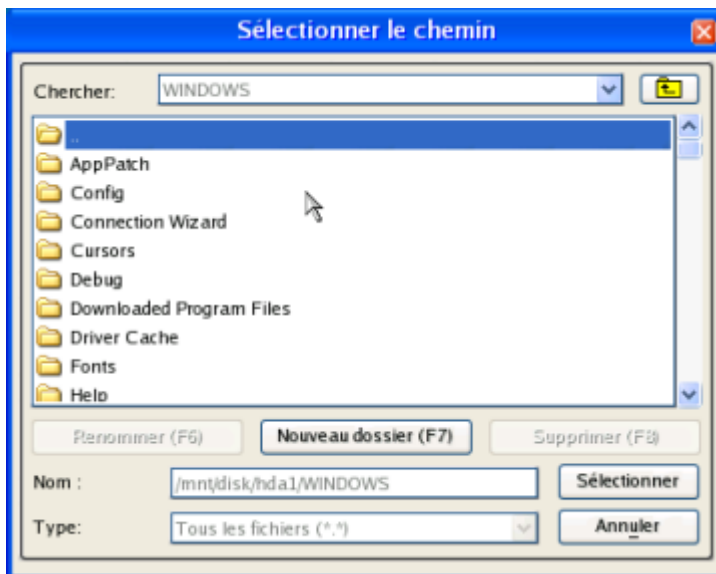 Sélectionner le chemin
Chercher: WINDOWS
..
AppPatch
Config
Connection Wizard
Cursors
Debug
Downloaded Program Files
Driver Cache
Fonts
Help
Renommer (F6) Nouveau dossier (F7) Supprimer (F8)
Nom : /mnt/disk/hda1/WINDOWS Sélectionner
Type: Tous les fichiers (*.*) Annuler